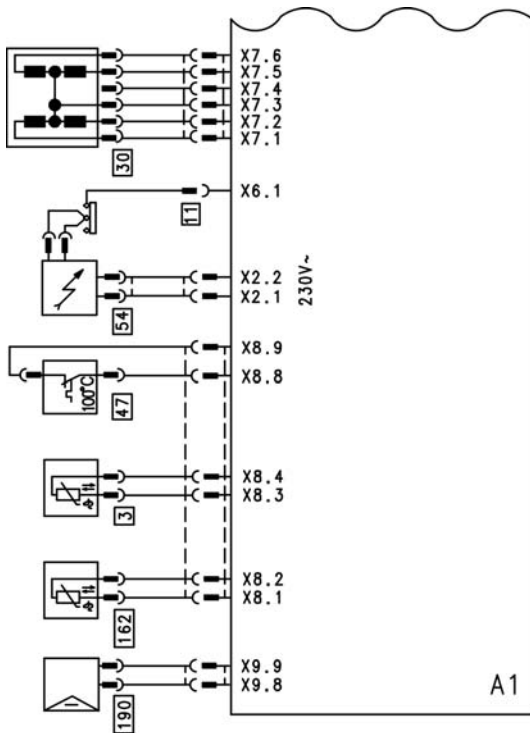 X7.6
X7.5
X7.4
X7.3
X7.2
X7.1
30
X6.1
11
X2.2
X2.1
230V~
54
X8.9
X8.8
100°C
47
X8.4
X8.3
3
X8.2
X8.1
162
X9.9
X9.8
A1
190